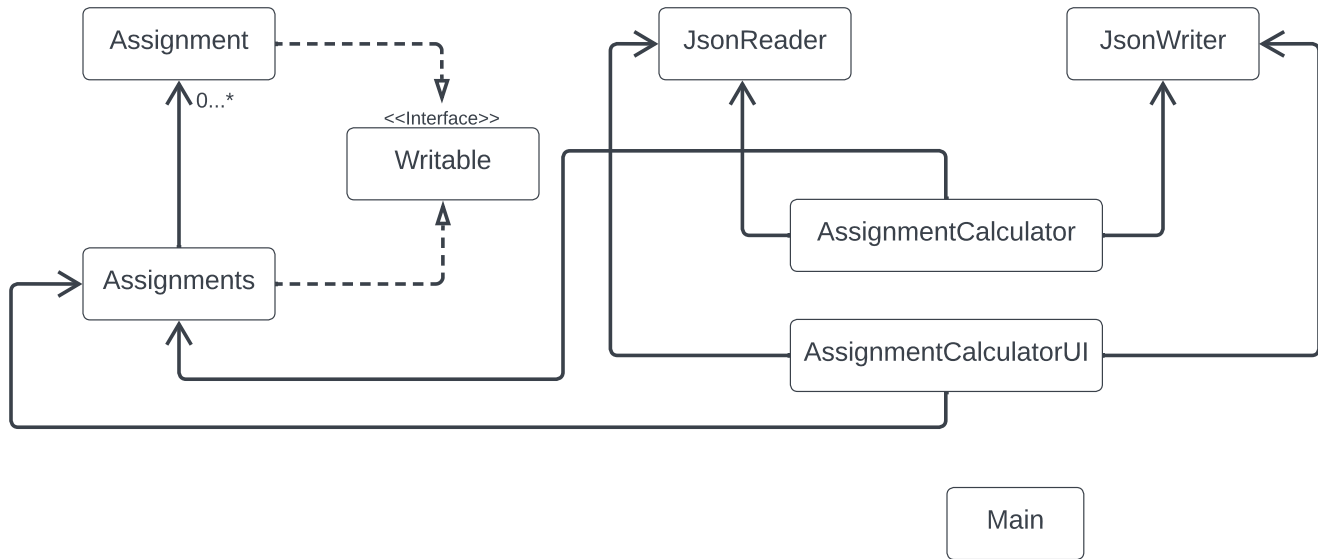 Assignment
JsonReader
JsonWriter
0...*
<<Interface>>
Writable
AssignmentCalculator
Assignments
AssignmentCalculatorUI
Main